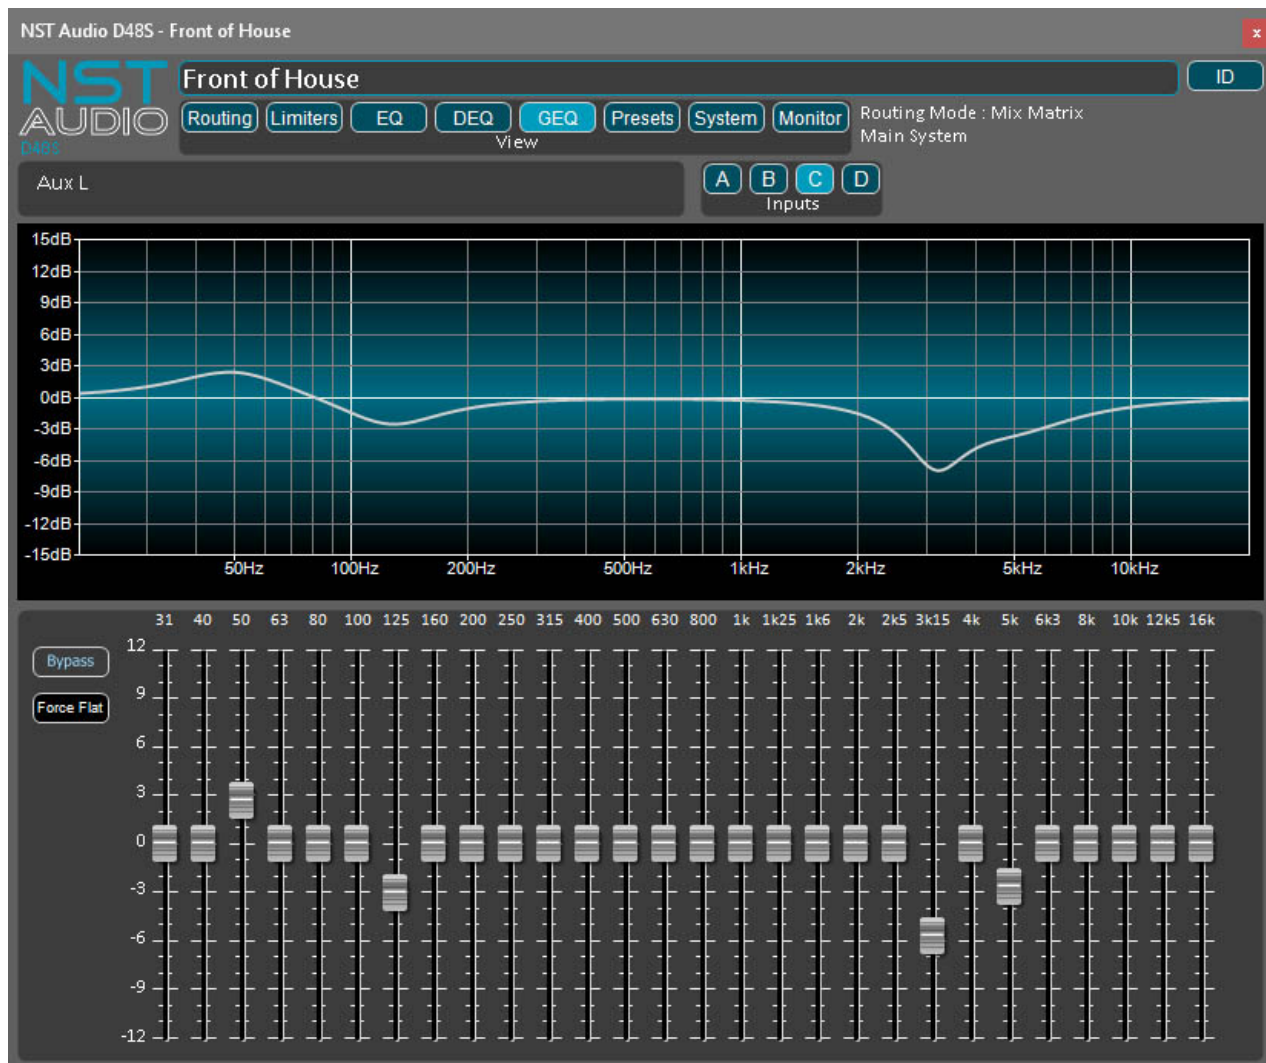 NST Audio D48S - Front of House
x
NST
AUDIO
D48S
Front of House
ID
Routing Limiters EQ DEQ GEQ Presets System Monitor
View
Routing Mode : Mix Matrix
Main System
Aux L
A B C D
Inputs
15dB
12dB
9dB
6dB
3dB
0dB
-3dB
-6dB
-9dB
-12dB
-15dB
50Hz 100Hz 200Hz 500Hz 1kHz 2kHz 5kHz 10kHz
31 40 50 63 80 100 125 160 200 250 315 400 500 630 800 1k 1k25 1k6 2k 2k5 3k15 4k 5k 6k3 8k 10k 12k5 16k
Bypass
Force Flat
12
9
6
3
0
-3
-6
-9
-12